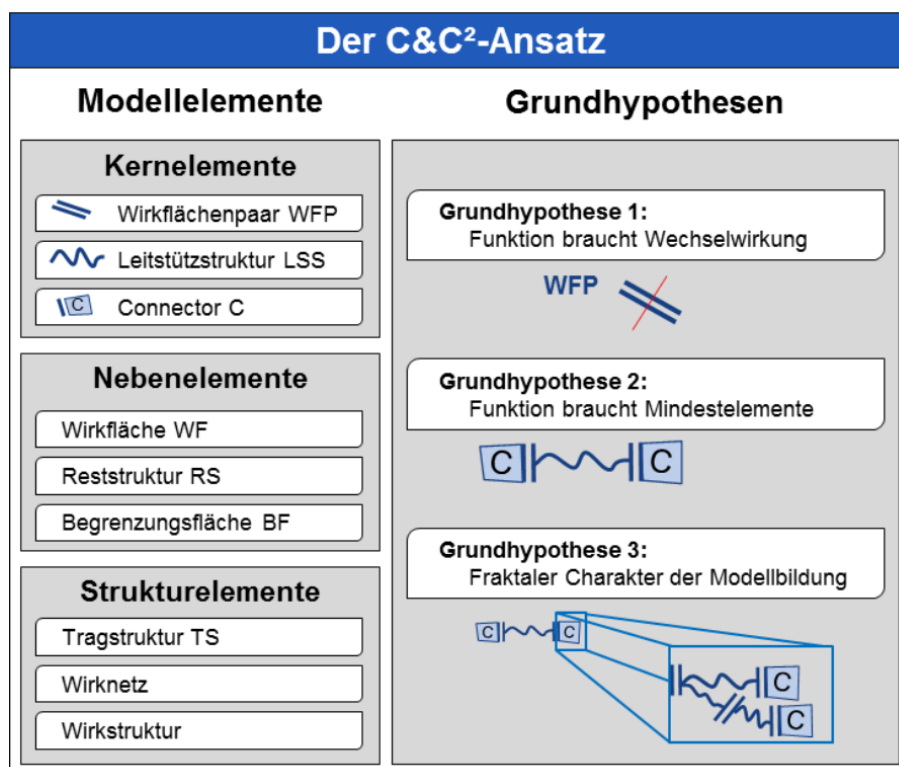 Der C&C²-Ansatz
Modellelemente
Kernelemente
Wirkflächenpaar WFP
Leitstützstruktur LSS
C
Connector C
Nebenelemente
Wirkfläche WF
Reststruktur RS
Begrenzungsfläche BF
Strukturelemente
Tragstruktur TS
Wirknetz
Wirkstruktur
Grundhypothesen
Grundhypothese 1:
Funktion braucht Wechselwirkung
WFP
Grundhypothese 2:
Funktion braucht Mindestelemente
C C
Grundhypothese 3:
Fraktaler Charakter der Modellbildung
C C
C
C